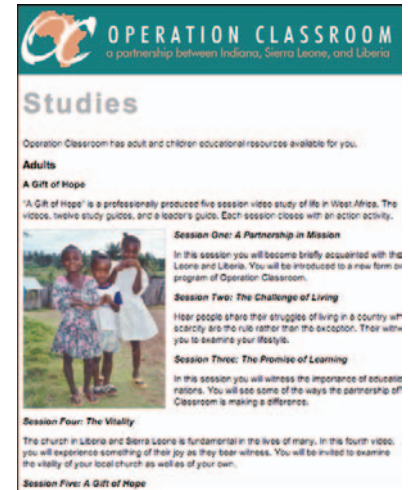 OPERATION CLASSROOM
a partnership between Indiana, Sierra Leone, and Liberia
Studies
Operation Classroom has adult and children educational resources available for you.
Adults
A Gift of Hope
"A Gift of Hope" is a professionally produced five session video study of life in West Africa. The
videos, twelve study guides, and a leader's guide. Each session closes with an action activity.
Session One: A Partnership in Mission
In this session you will become briefly acquainted with the
Leone and Liberia. You will be introduced to a new form
program of Operation Classroom.
Session Two: The Challenge of Living
Hear people share their struggles of living in a country
scarcity are the rule rather than the exception. Their
you to examine your lifestyle.
Session Three: The Promise of Learning
In this session you will witness the importance of
nations. You will see some of the ways the partnership of
Classroom is making a difference.
Session Four: The Vitality
The church in Liberia and Sierra Leone is fundamental in the lives of many. In this fourth video,
you will experience something of their joy as they bear witness. You will be invited to examine
the vitality of your local church as well as of your own.
Session Five: A Gift of Hope